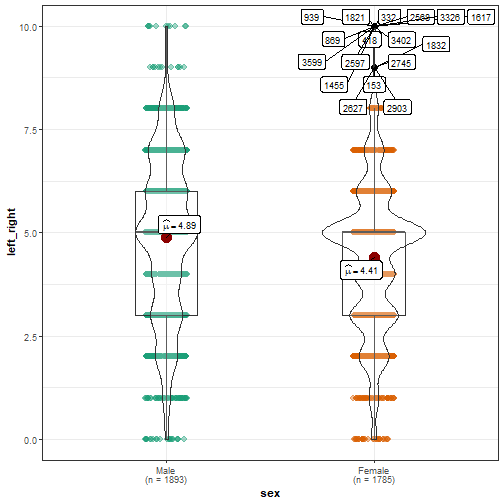 939
1821
332
2589
3326
1617
869
418
3402
1832
3599
2597
2745
1455
153
2627
2903
10.0
7.5
5.0
2.5
0.0
left_right
μ̂ = 4.89
μ̂ = 4.41
Male
(n = 1893)
Female
(n = 1785)
sex